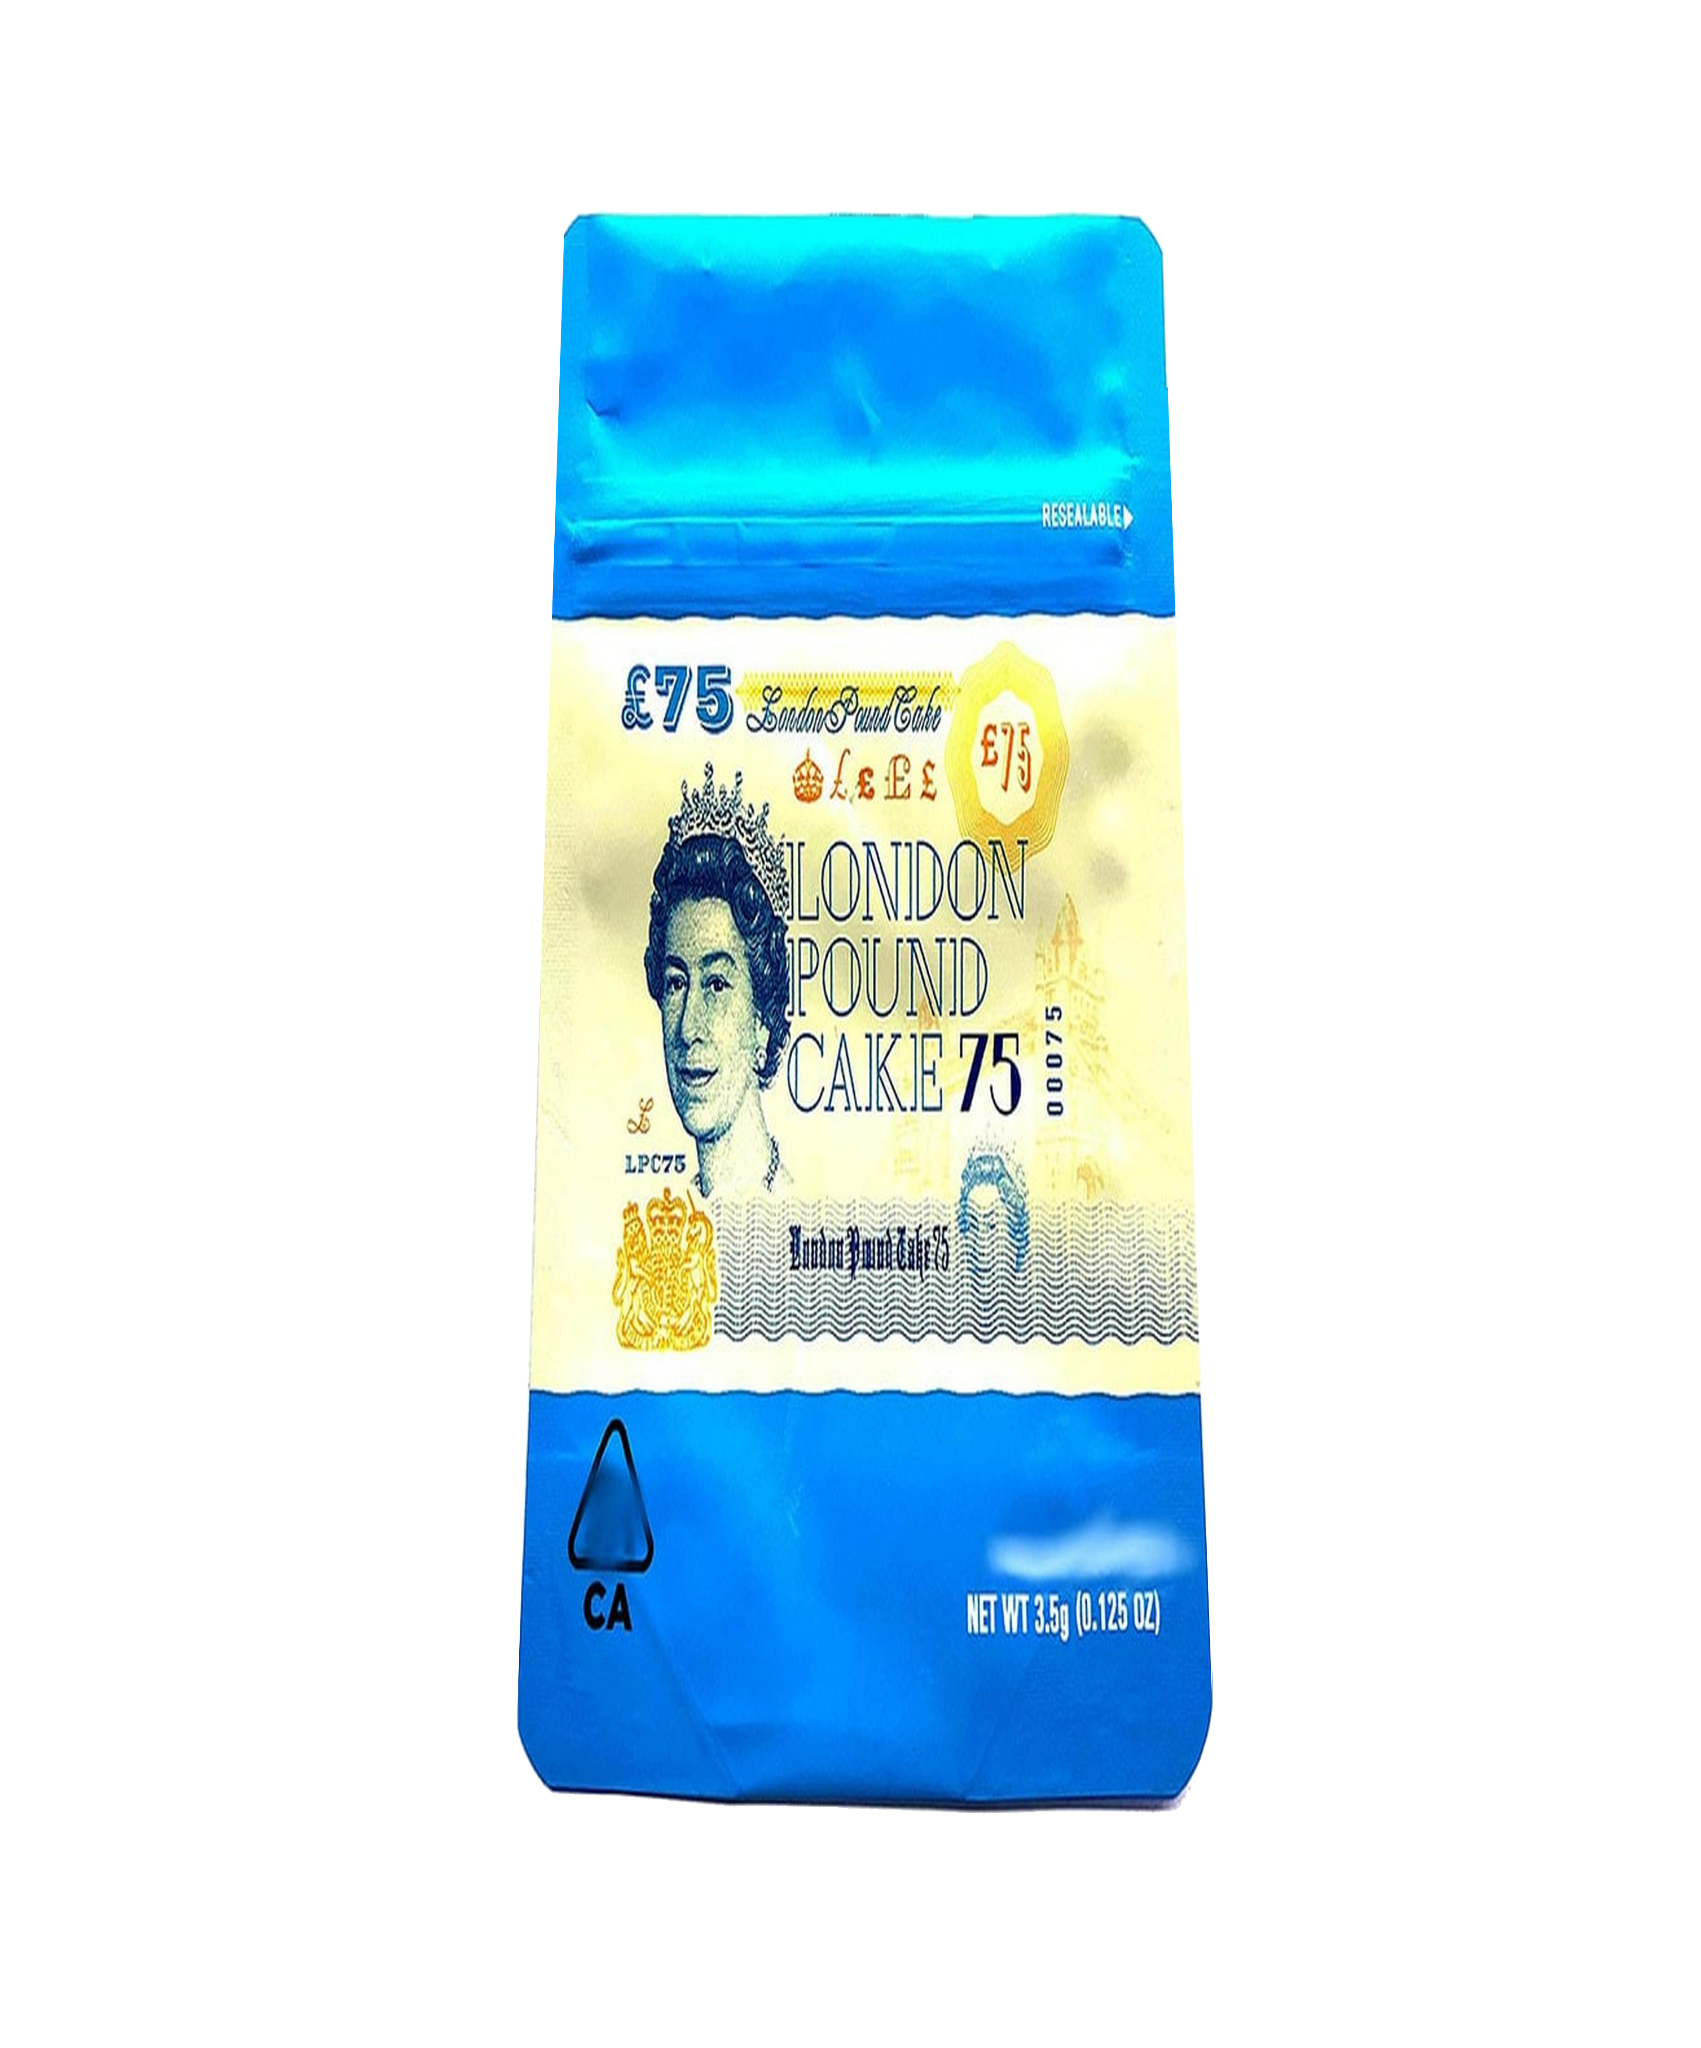 RESEALABLE
£75 London Pound Cake
£75
£ £ £ £
LONDON
POUND
CAKE 75
00075
£
LPC75
London Pound Cake 75
CA
NET WT 3.5g (0.125 OZ)